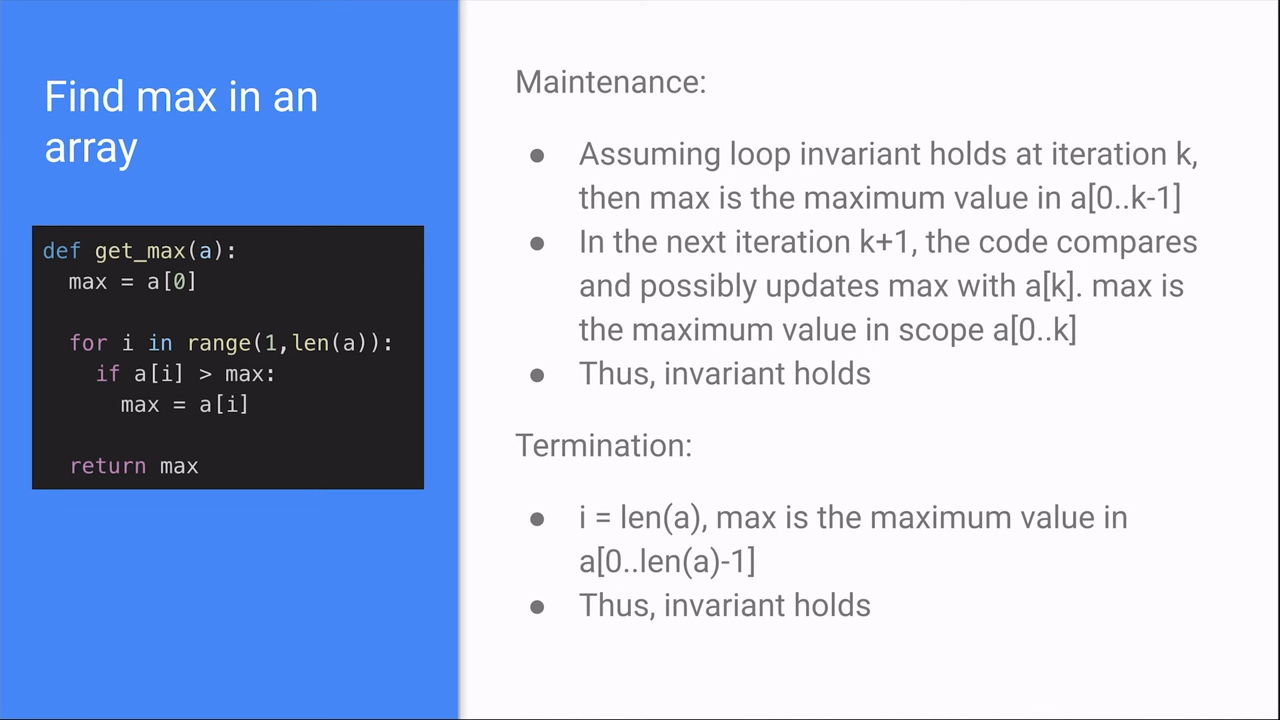 Find max in an
array
def get_max(a):
max = a[0]
for i in range(1,len(a)):
if a[i] > max:
max = a[i]
return max
Maintenance:
● Assuming loop invariant holds at iteration k,
then max is the maximum value in a[0..k-1]
● In the next iteration k+1, the code compares
and possibly updates max with a[k]. max is
the maximum value in scope a[0..k]
● Thus, invariant holds
Termination:
● i = len(a), max is the maximum value in
a[0..len(a)-1]
● Thus, invariant holds